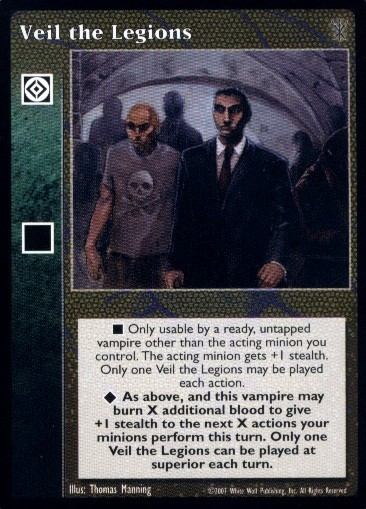 Veil the Legions
■ Only usable by a ready, untapped
vampire other than the acting minion you
control. The acting minion gets +1 stealth.
Only one Veil the Legions may be played
each action.
◆ As above, and this vampire may
burn X additional blood to give
+1 stealth to the next X actions your
minions perform this turn. Only one
Veil the Legions can be played at
superior each turn.
Illus: Thomas Manning ©2007 White Wolf Publishing, Inc. All Rights Reserved